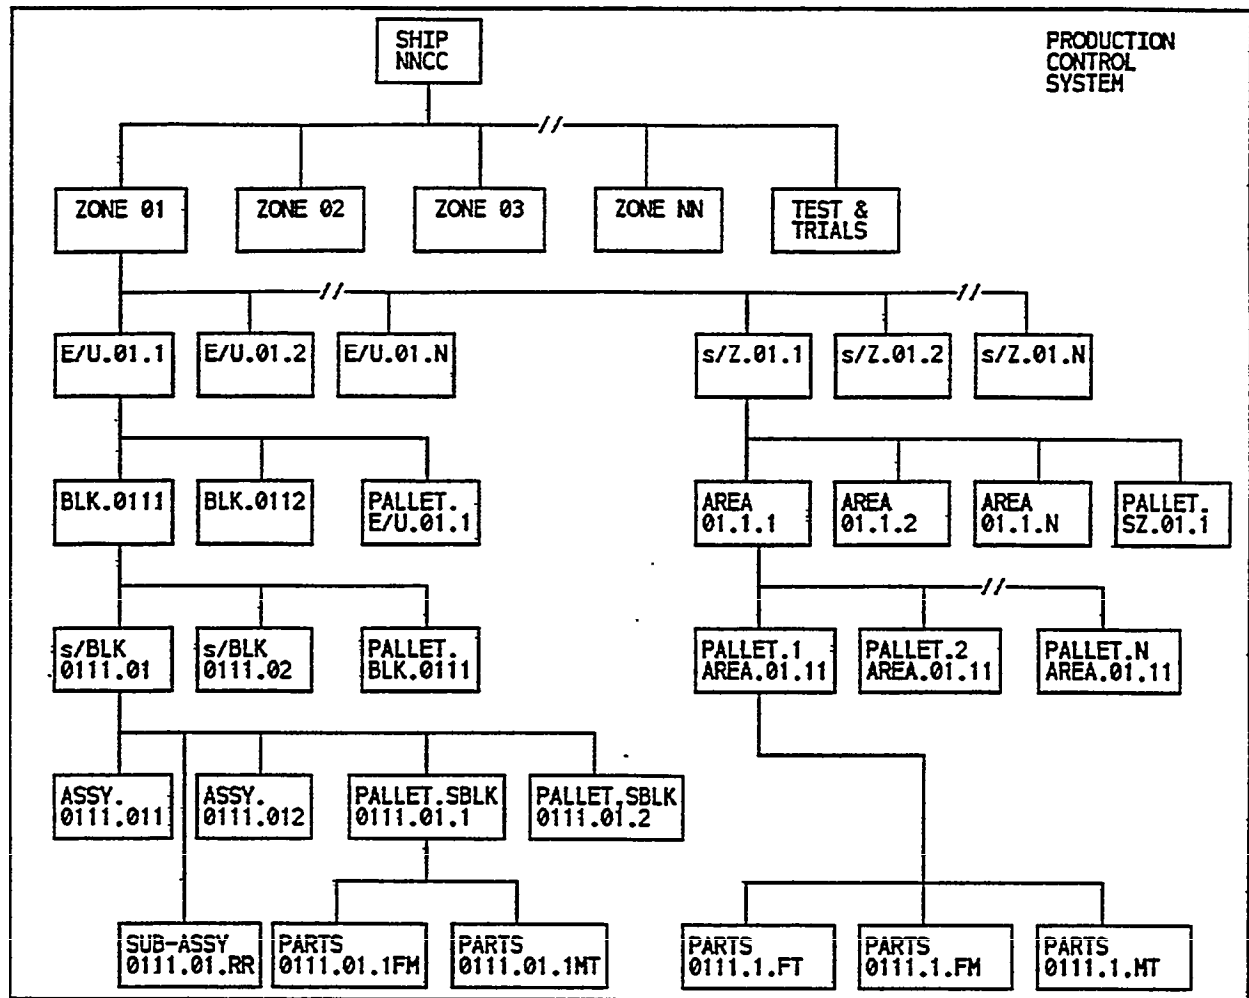 SHIP
NNCC
PRODUCTION
CONTROL
SYSTEM
//
ZONE 01
ZONE 02
ZONE 03
ZONE NN
TEST &
TRIALS
//
//
E/U.01.1
E/U.01.2
E/U.01.N
s/Z.01.1
s/Z.01.2
s/Z.01.N
BLK.0111
BLK.0112
PALLET.
E/U.01.1
AREA
01.1.1
AREA
01.1.2
AREA
01.1.N
PALLET.
SZ.01.1
//
s/BLK
0111.01
s/BLK
0111.02
PALLET.
BLK.0111
PALLET.1
AREA.01.11
PALLET.2
AREA.01.11
PALLET.N
AREA.01.11
ASSY.
0111.011
ASSY.
0111.012
PALLET.SBLK
0111.01.1
PALLET.SBLK
0111.01.2
SUB-ASSY
0111.01.RR
PARTS
0111.01.1FM
PARTS
0111.01.1MT
PARTS
0111.1.FT
PARTS
0111.1.FM
PARTS
0111.1.MT